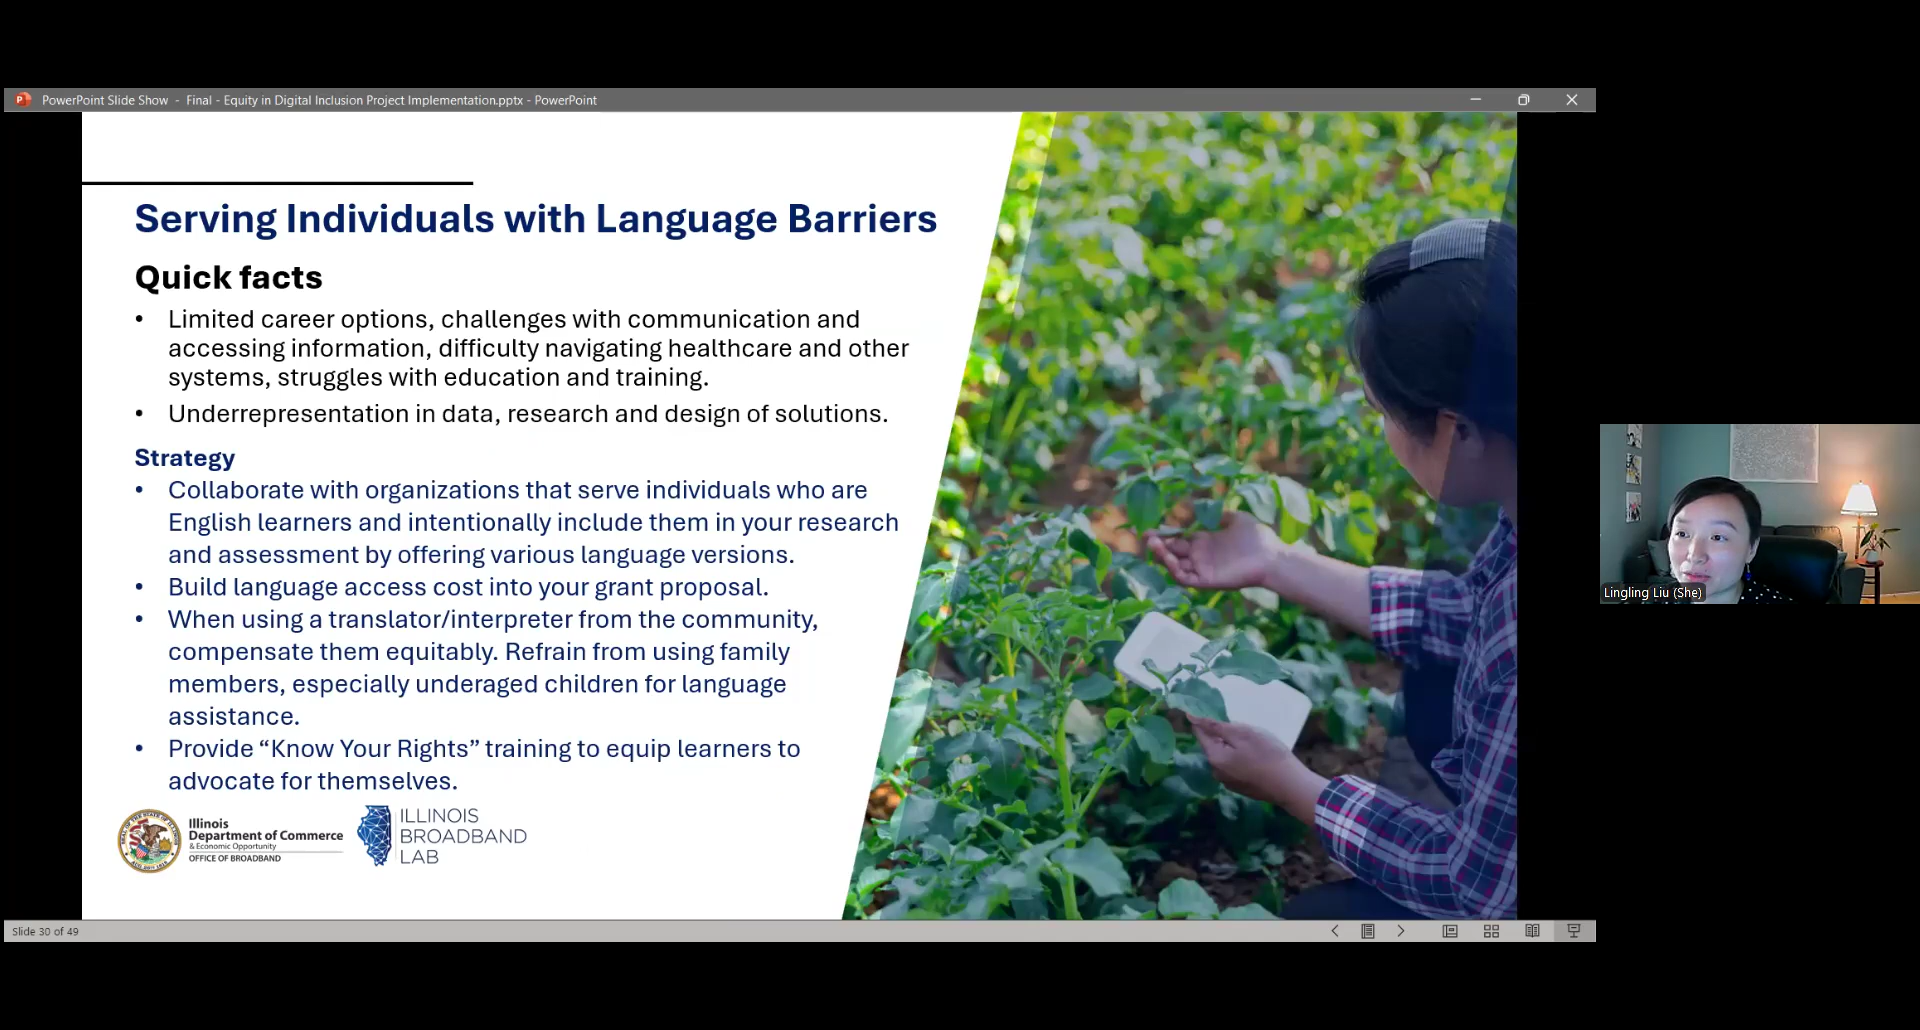 PowerPoint Slide Show - Final - Equity in Digital Inclusion Project Implementation.pptx - PowerPoint
Serving Individuals with Language Barriers
Quick facts
• Limited career options, challenges with communication and
accessing information, difficulty navigating healthcare and other
systems, struggles with education and training.
• Underrepresentation in data, research and design of solutions.
Strategy
• Collaborate with organizations that serve individuals who are
English learners and intentionally include them in your research
and assessment by offering various language versions.
• Build language access cost into your grant proposal.
• When using a translator/interpreter from the community,
compensate them equitably. Refrain from using family
members, especially underaged children for language
assistance.
• Provide “Know Your Rights” training to equip learners to
advocate for themselves.
Illinois
Department of Commerce
& Economic Opportunity
OFFICE OF BROADBAND
ILLINOIS
BROADBAND
LAB
Lingling Liu (She)
Slide 30 of 49